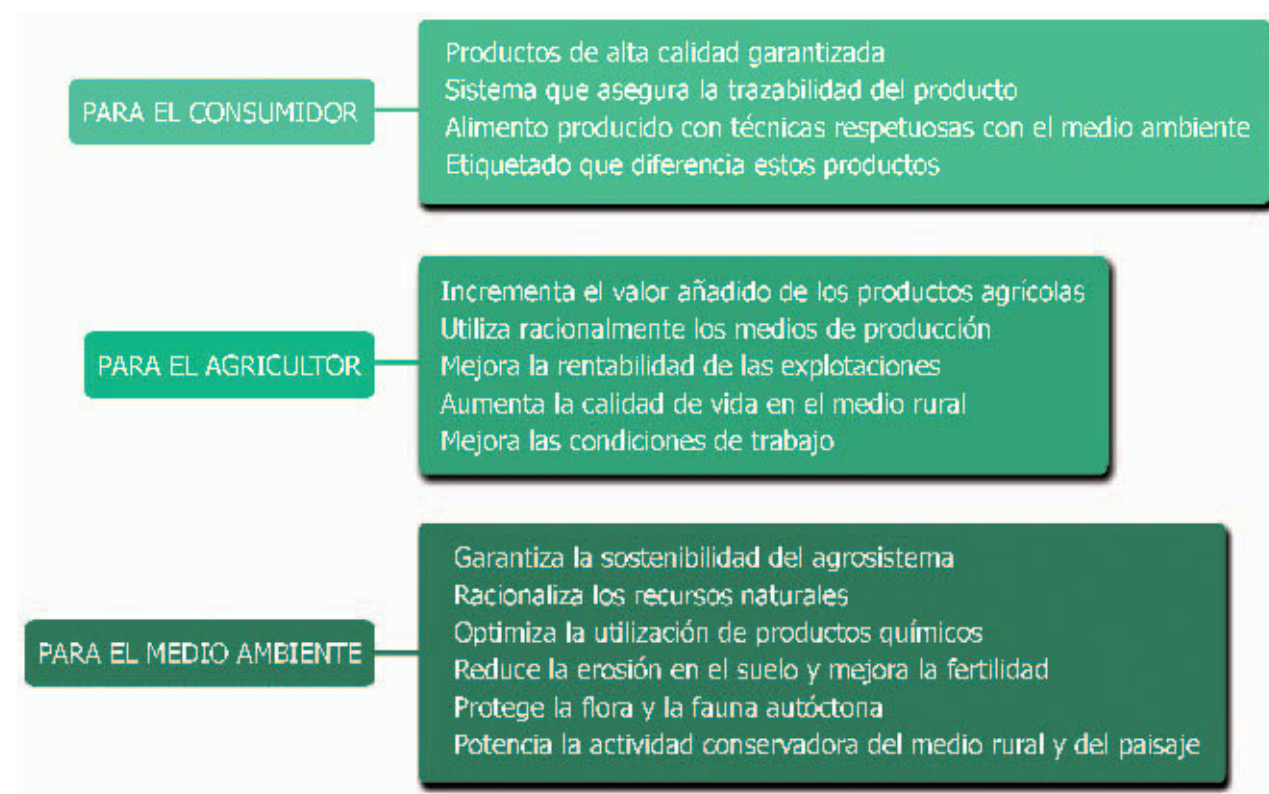 PARA EL CONSUMIDOR
Productos de alta calidad garantizada
Sistema que asegura la trazabilidad del producto
Alimento producido con técnicas respetuosas con el medio ambiente
Etiquetado que diferencia estos productos
PARA EL AGRICULTOR
Incrementa el valor añadido de los productos agrícolas
Utiliza racionalmente los medios de producción
Mejora la rentabilidad de las explotaciones
Aumenta la calidad de vida en el medio rural
Mejora las condiciones de trabajo
PARA EL MEDIO AMBIENTE
Garantiza la sostenibilidad del agrosistema
Racionaliza los recursos naturales
Optimiza la utilización de productos químicos
Reduce la erosión en el suelo y mejora la fertilidad
Protege la flora y la fauna autóctona
Potencia la actividad conservadora del medio rural y del paisaje